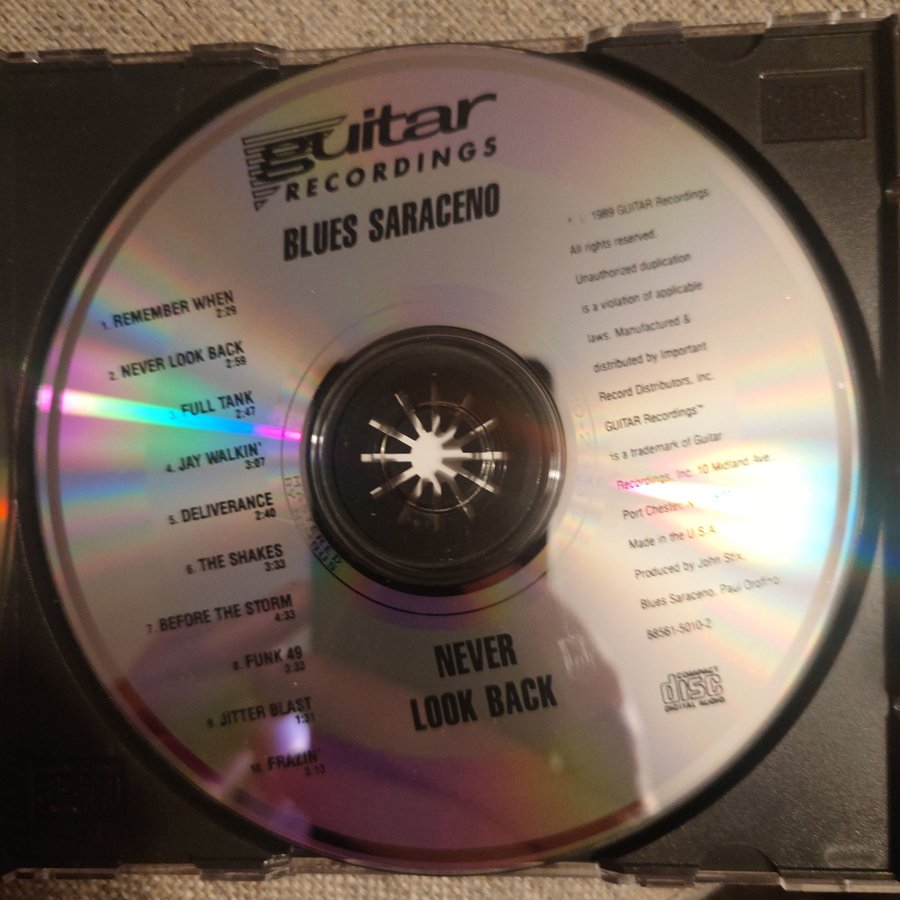 guitar
RECORDINGS
BLUES SARACENO
1. REMEMBER WHEN
2:29
2. NEVER LOOK BACK
2:59
3. FULL TANK
2:47
4. JAY WALKIN'
3:07
5. DELIVERANCE
2:40
6. THE SHAKES
3:33
7. BEFORE THE STORM
4:33
8. FUNK 49
3:33
9. JITTER BLAST
1:31
10. FRAZIN'
3:13
1989 GUITAR Recordings
All rights reserved.
Unauthorized duplication
is a violation of applicable
laws. Manufactured &
distributed by Important
Record Distributors, Inc.
GUITAR Recordings™
is a trademark of Guitar
Recordings, Inc. 10 Midland Ave.,
Port Chester,
Made in the U.S.A.
Produced by John Stix,
Blues Saraceno, Paul Orofino
88561-5010-2
COMPACT
disc
DIGITAL AUDIO
NEVER
LOOK BACK